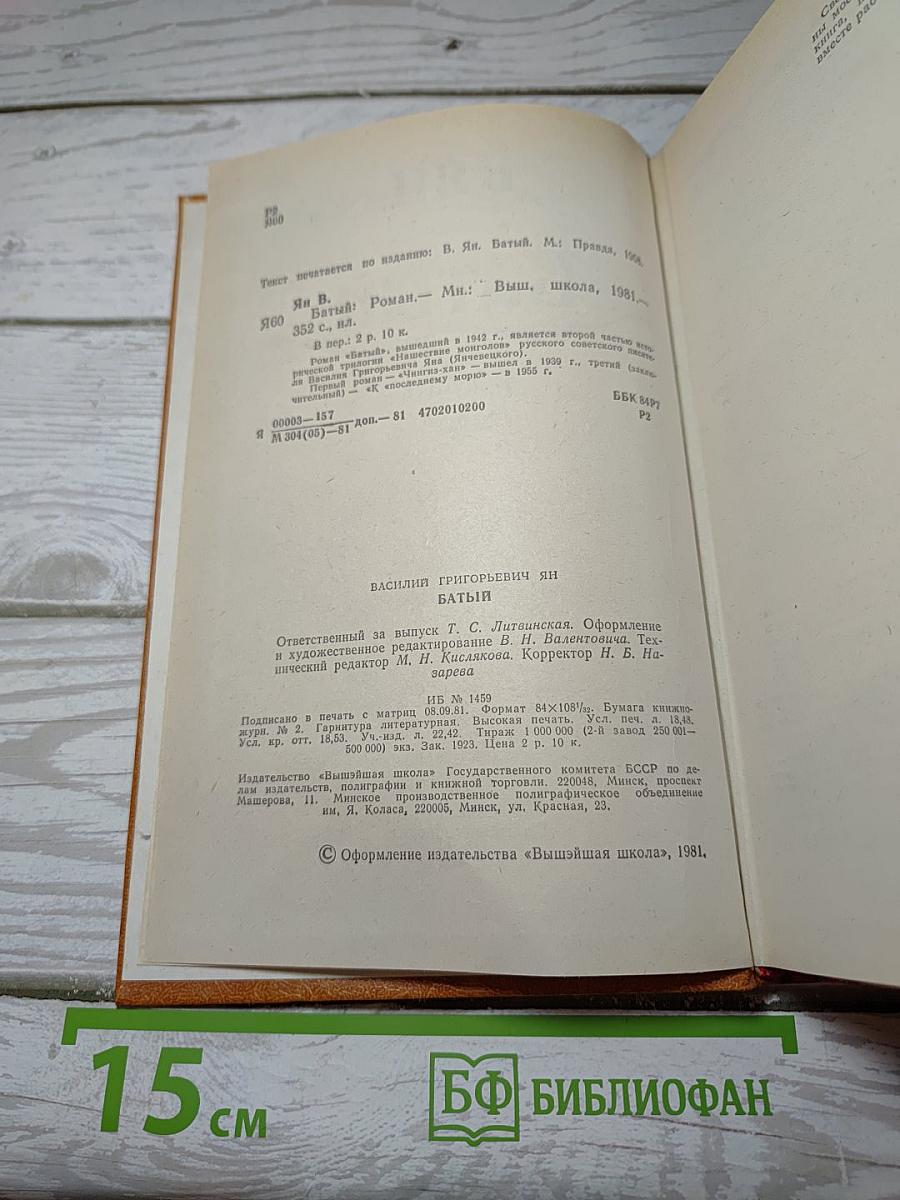 Р2
Я60
Текст печатается по изданию: В. Ян. Батый. М.: Правда,
Ян В.
Я60 Батый: Роман.— Мн.: Выш. школа, 1981.—
352 с., ил.
В пер.: 2 р. 10 к.
Роман «Батый», вышедший в 1942 г., является второй частью исто-
рической трилогии «Нашествие монголов» русского советского писате-
ля Василия Григорьевича Яна (Янчевецкого).
Первый роман — «Чингиз-хан» — вышел в 1939 г., третий (заклю-
чительный) — «К «последнему морю» — в 1955 г.
Я 00003—157
М 304(05)—81 доп.— 81 4702010200
ББК 84Р7
Р2
ВАСИЛИЙ ГРИГОРЬЕВИЧ ЯН
БАТЫЙ
Ответственный за выпуск Т. С. Литвинская. Оформление
и художественное редактирование В. Н. Валентовича. Тех-
нический редактор М. Н. Кислякова. Корректор Н. Б. На-
зарева
ИБ № 1459
Подписано в печать с матриц 08.09.81. Формат 84×108 1/32. Бумага книжно-
журн. № 2. Гарнитура литературная. Высокая печать. Усл. печ. л. 18,48.
Усл. кр. отт. 18,53. Уч.-изд. л. 22,42. Тираж 1 000 000 (2-й завод 250 001—
500 000) экз. Зак. 1923. Цена 2 р. 10 к.
Издательство «Вышэйшая школа» Государственного комитета БССР по де-
лам издательств, полиграфии и книжной торговли. 220048, Минск, проспект
Машерова, 11. Минское производственное полиграфическое объединение
им. Я. Коласа, 220005, Минск, ул. Красная, 23.
© Оформление издательства «Вышэйшая школа», 1981.
книга,
вместе
15 см
БФ БИБЛИОФАН